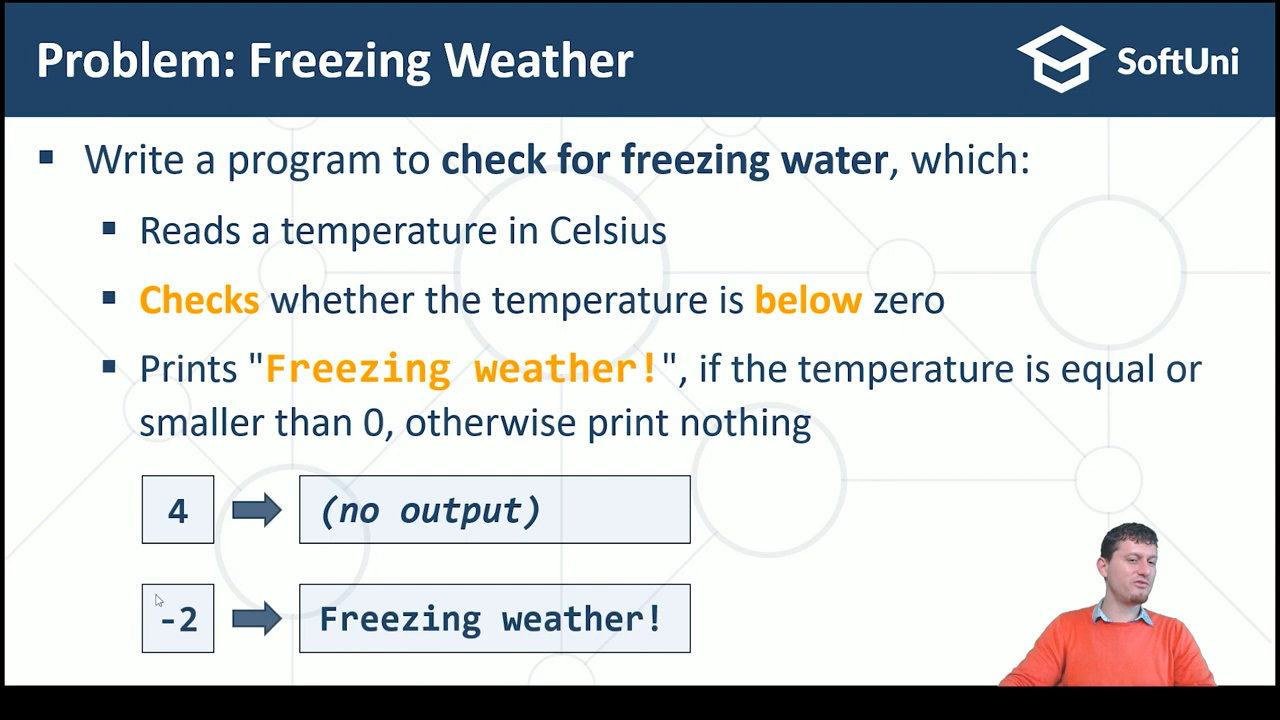 Problem: Freezing Weather
SoftUni
Write a program to check for freezing water, which:
Reads a temperature in Celsius
Checks whether the temperature is below zero
Prints "Freezing weather!", if the temperature is equal or
smaller than 0, otherwise print nothing
4
(no output)
-2
Freezing weather!